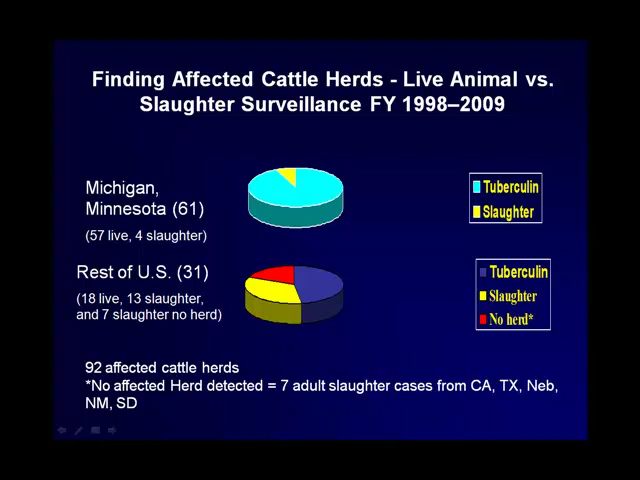 Finding Affected Cattle Herds - Live Animal vs.
Slaughter Surveillance FY 1998–2009
Michigan,
Minnesota (61)
(57 live, 4 slaughter)
Tuberculin
Slaughter
Rest of U.S. (31)
(18 live, 13 slaughter,
and 7 slaughter no herd)
Tuberculin
Slaughter
No herd*
92 affected cattle herds
*No affected Herd detected = 7 adult slaughter cases from CA, TX, Neb,
NM, SD